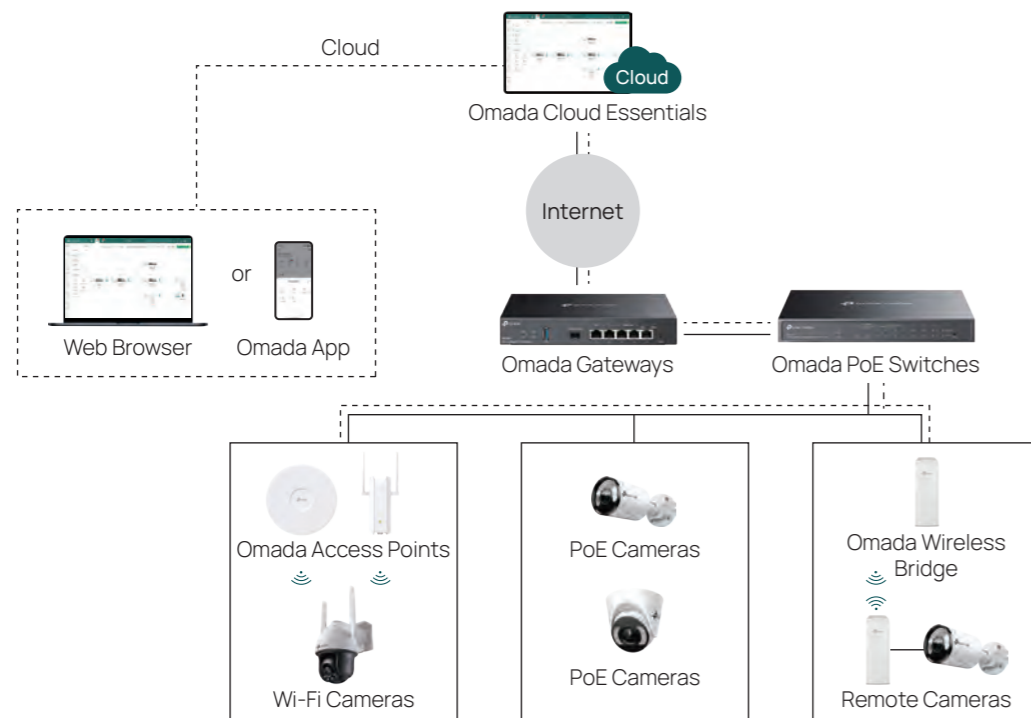 Cloud
Cloud
Omada Cloud Essentials
Internet
or
Web Browser
Omada App
Omada Gateways
Omada PoE Switches
Omada Access Points
PoE Cameras
Omada Wireless
Bridge
Wi-Fi Cameras
PoE Cameras
Remote Cameras